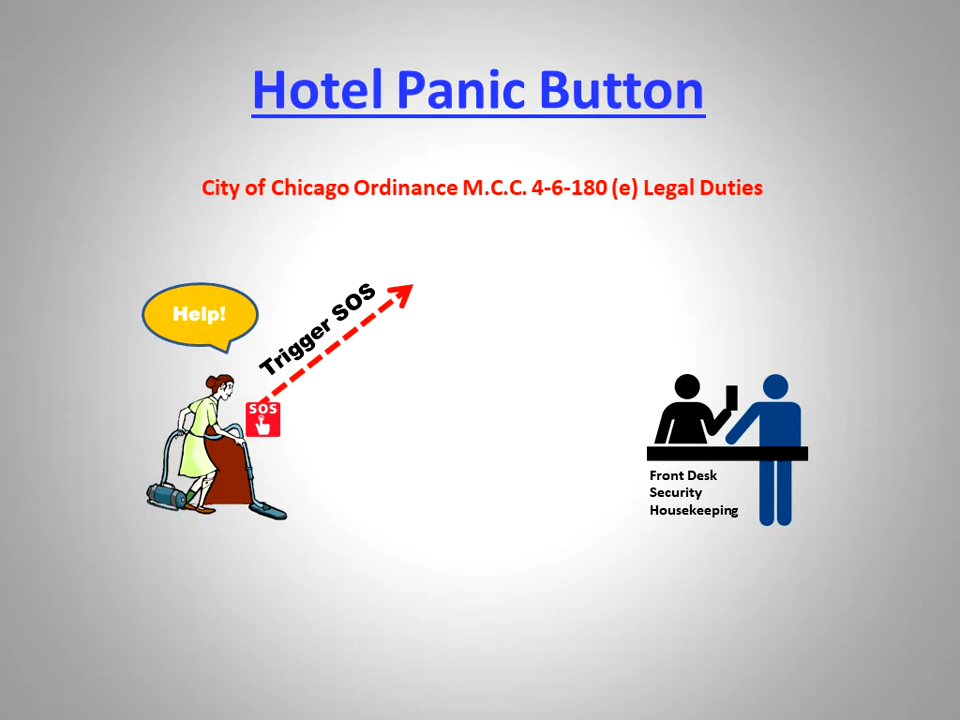 Hotel Panic Button
City of Chicago Ordinance M.C.C. 4-6-180 (e) Legal Duties
Help!
Trigger SOS
SOS
Front Desk
Security
Housekeeping